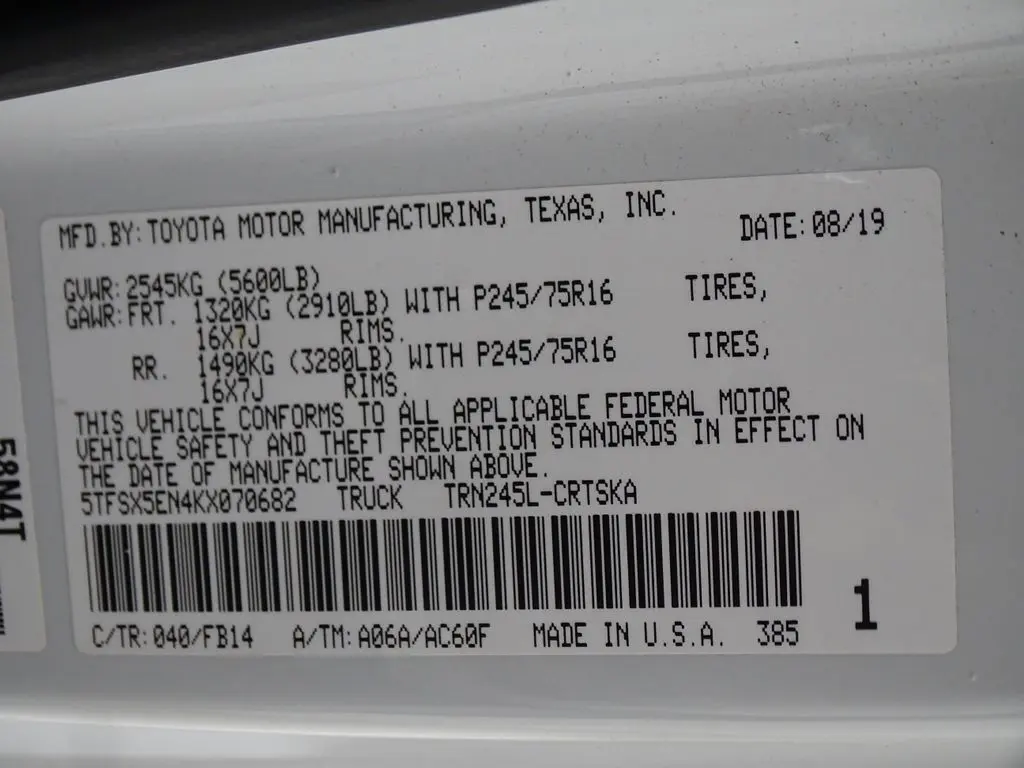 MFD.BY:TOYOTA MOTOR MANUFACTURING, TEXAS, INC. DATE:08/19
GVWR:2545KG (5600LB)
GAWR:FRT. 1320KG (2910LB) WITH P245/75R16 TIRES,
16X7J RIMS.
RR. 1490KG (3280LB) WITH P245/75R16 TIRES,
16X7J RIMS.
THIS VEHICLE CONFORMS TO ALL APPLICABLE FEDERAL MOTOR
VEHICLE SAFETY AND THEFT PREVENTION STANDARDS IN EFFECT ON
THE DATE OF MANUFACTURE SHOWN ABOVE.
5TFSX5EN4KX070682 TRUCK TRN245L-CRTSKA
1
C/TR:040/FB14 A/TM:A06A/AC60F MADE IN U.S.A. 385
58N4T